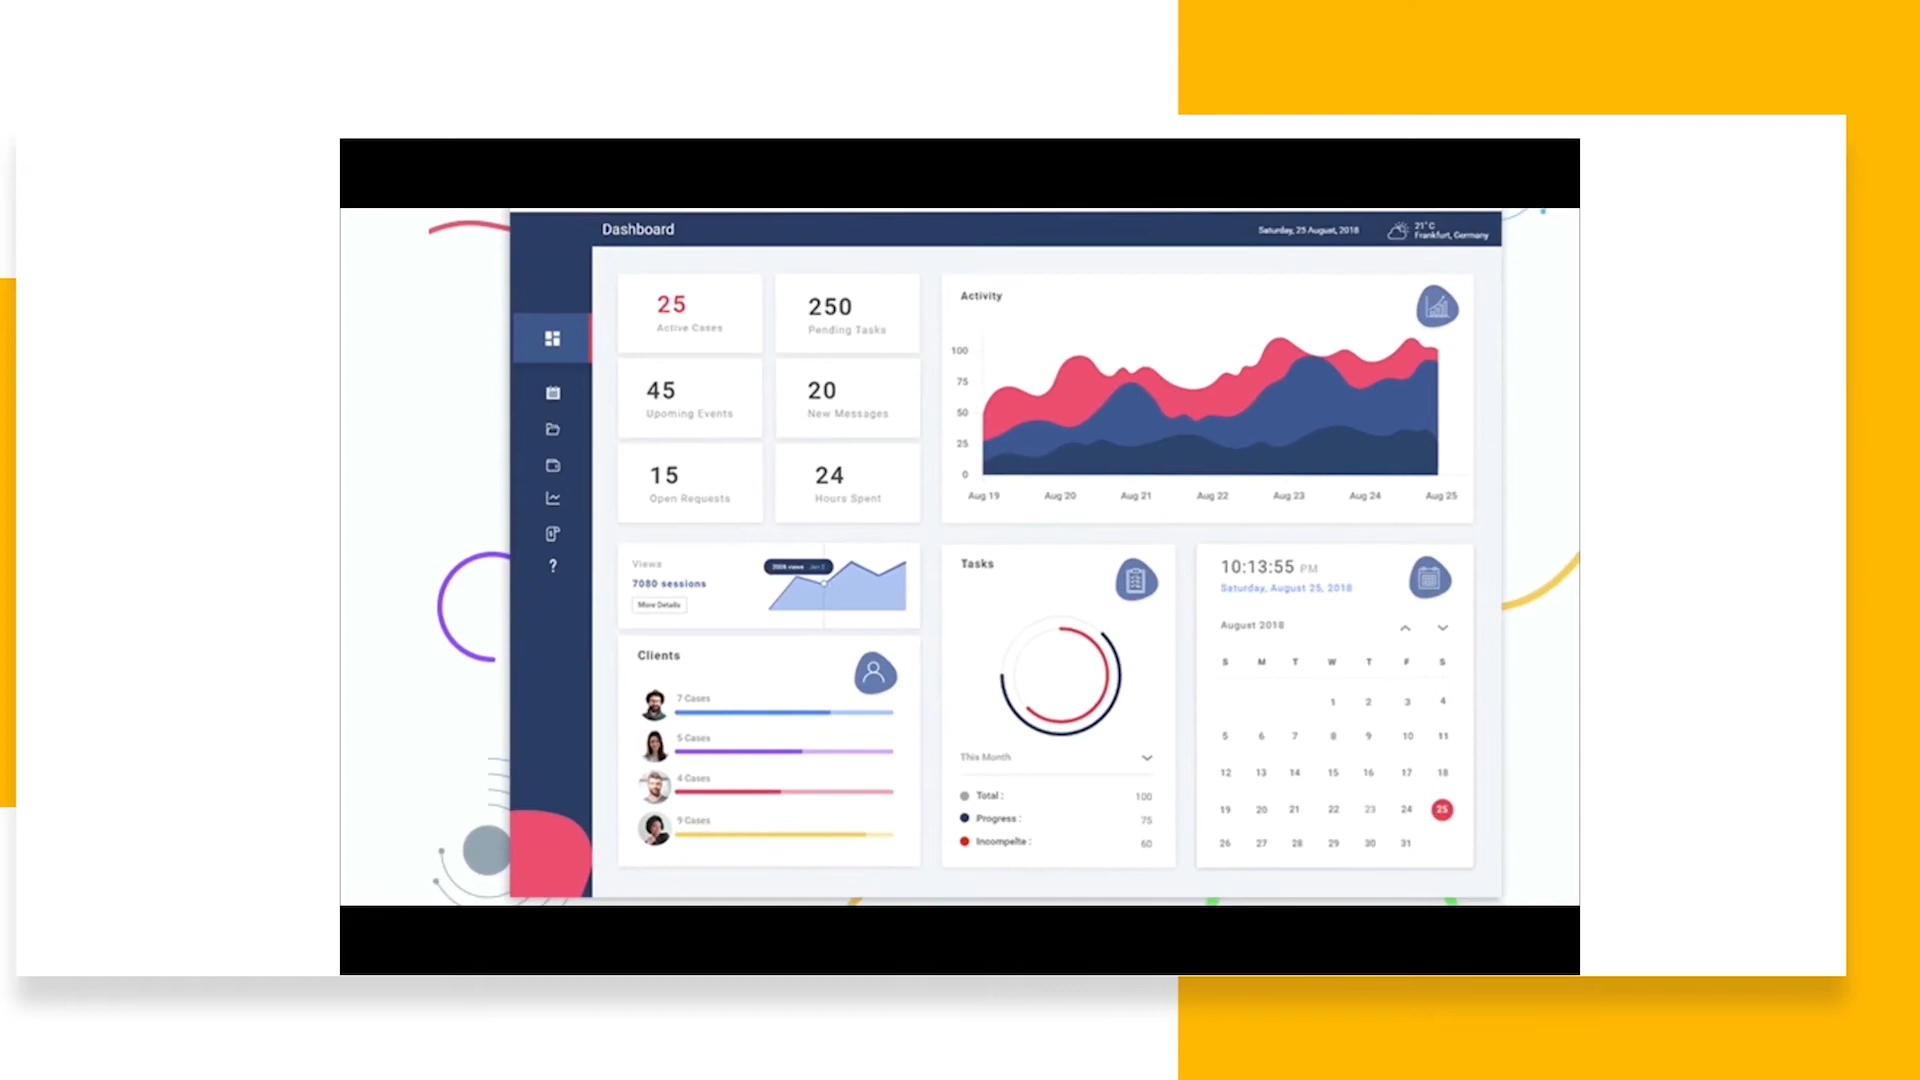 Dashboard
Saturday, 25 August, 2018
21°C
Frankfurt, Germany
25
Active Cases
250
Pending Tasks
45
Upoming Events
20
New Messages
15
Open Requests
24
Hours Spent
Activity
100
75
50
25
0
Aug 19 Aug 20 Aug 21 Aug 22 Aug 23 Aug 24 Aug 25
Views
7080 sessions
More Details
views Jan 2
Clients
7 Cases
5 Cases
4 Cases
9 Cases
Tasks
This Month
Total : 100
Progress : 75
Incompelte : 60
10:13:55 PM
Saturday, August 25, 2018
August 2018
S M T W T F S
1 2 3 4
5 6 7 8 9 10 11
12 13 14 15 16 17 18
19 20 21 22 23 24 25
26 27 28 29 30 31
?